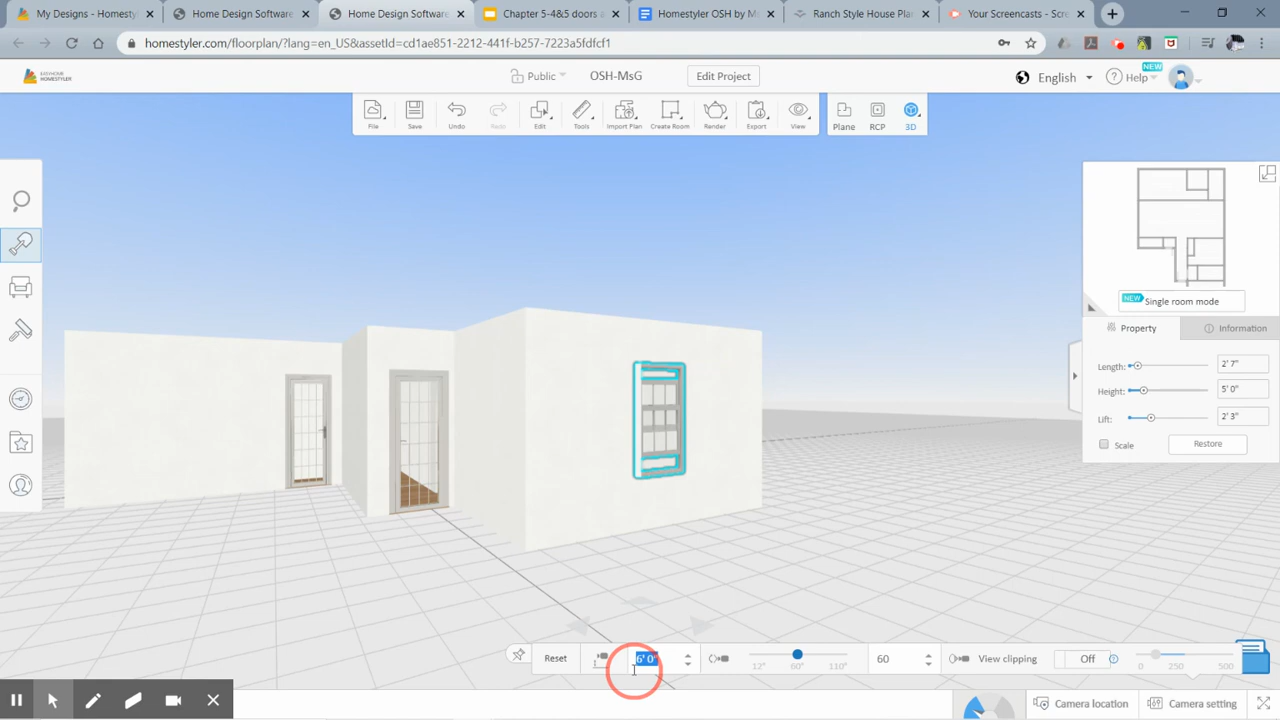 My Designs - Homesty
Home Design Software
Home Design Software
Chapter 5-4&5 doors a
Homestyler OSH by M
Ranch Style House Pla
Your Screencasts - Scr
homestyler.com/floorplan/?lang=en_US&assetId=cd1ae851-2212-441f-b257-7223a5fdfcf1
EASYHOME
HOMESTYLER
Public
OSH-MsG
Edit Project
English
Help
NEW
File
Save
Undo
Redo
Edit
Tools
Import Plan
Create Room
Render
Export
View
Plane
RCP
3D
NEW
Single room mode
Property
Information
Length:
2' 7"
Height:
5' 0"
Lift:
2' 3"
Scale
Restore
Reset
6' 0"
12°
60°
110°
60
View clipping
Off
0
250
500
Camera location
Camera setting